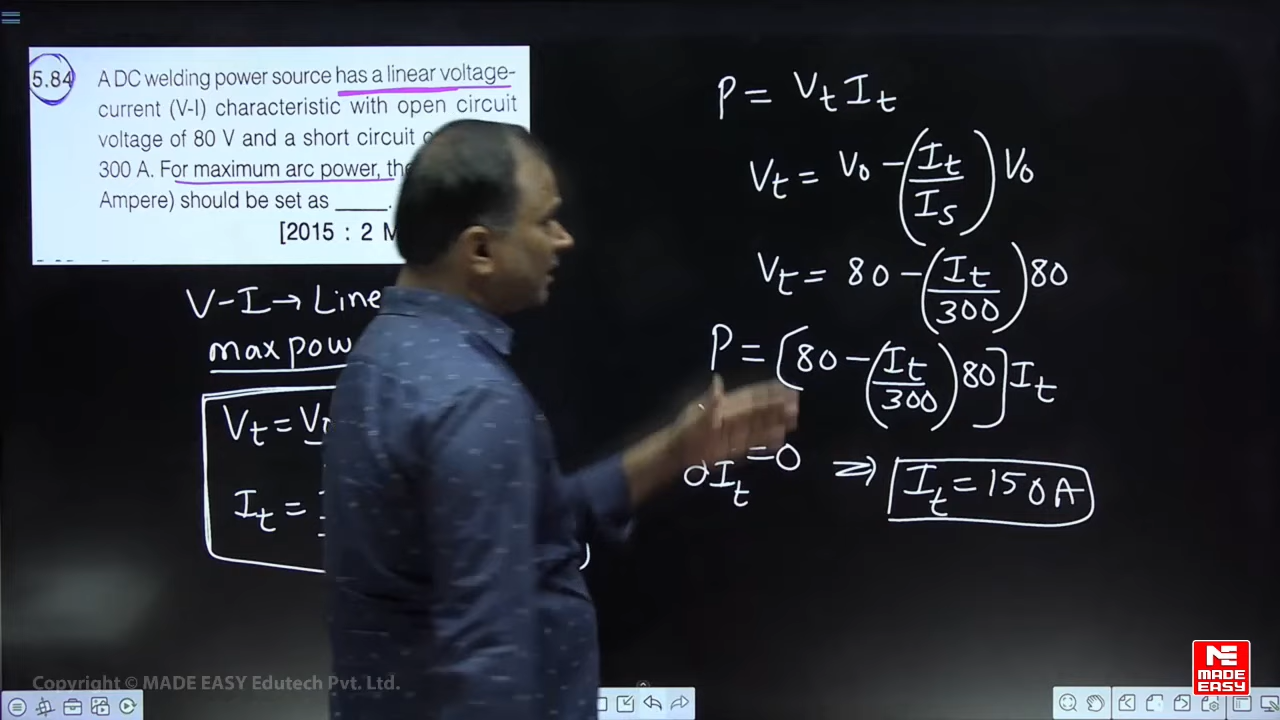 5.84 A DC welding power source has a linear voltage-
current (V-I) characteristic with open circuit
voltage of 80 V and a short circuit
300 A. For maximum arc power,
Ampere) should be set as ____.
[2015 : 2
V-I → Line
max pow
Vt =
It =
P = Vt It
Vt = V0 - (It/Is) V0
Vt = 80 - (It/300) 80
P = [80 - (It/300) 80] It
dIt = 0 ⇒ It = 150 A
Copyright © MADE EASY Edutech Pvt. Ltd.
MADE
EASY